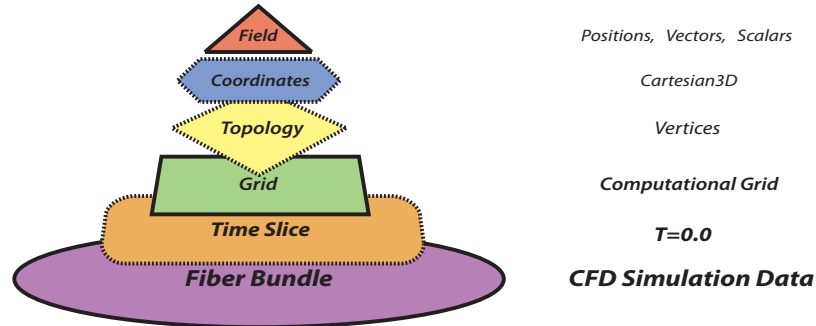 Field Positions, Vectors, Scalars
Coordinates Cartesian3D
Topology Vertices
Grid Computational Grid
Time Slice T=0.0
Fiber Bundle CFD Simulation Data